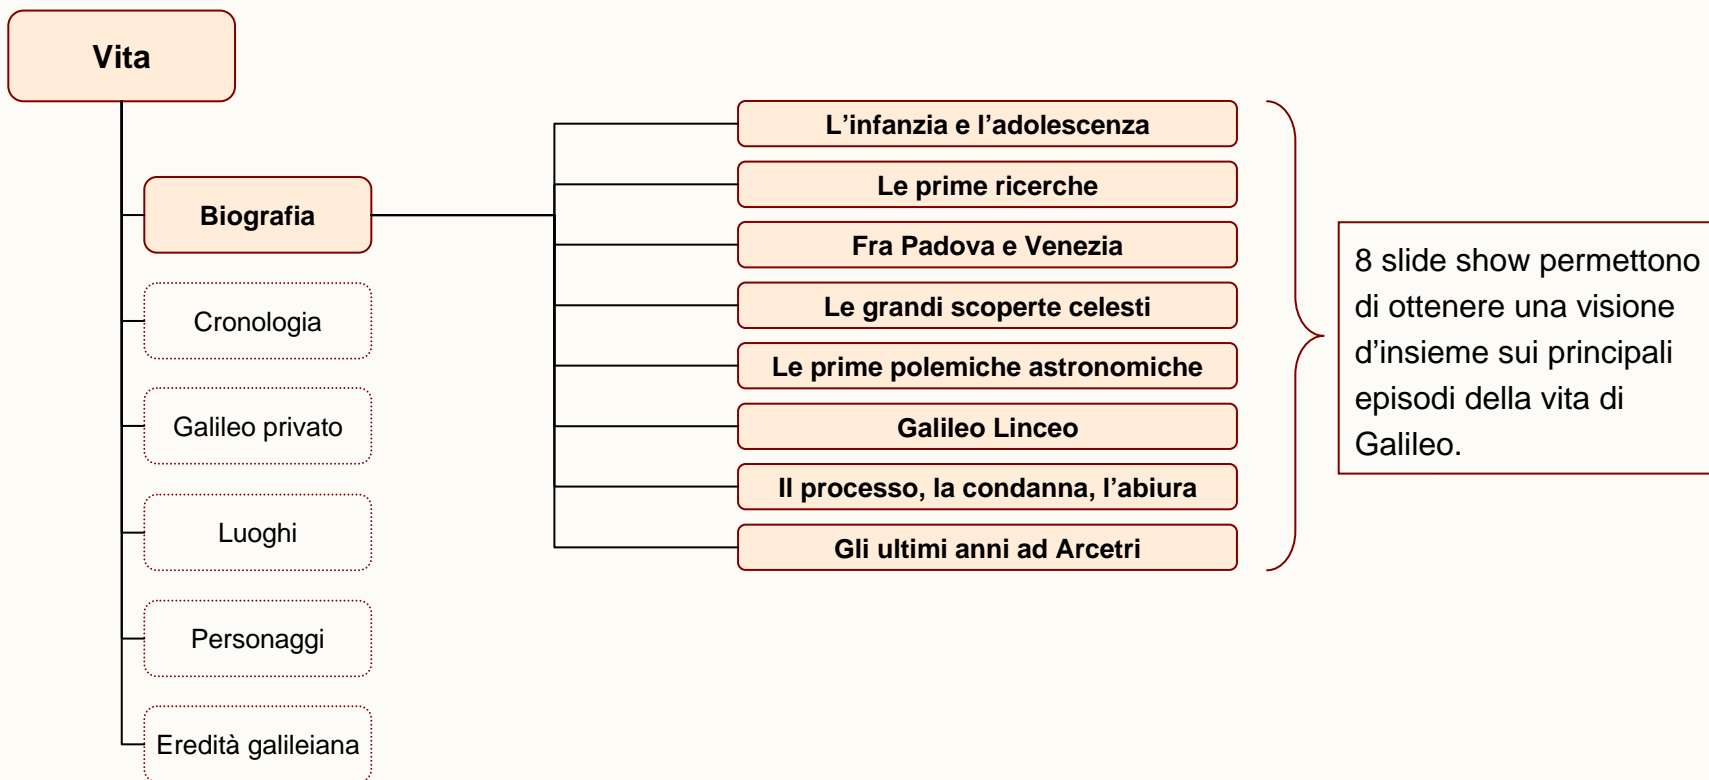 Vita
Biografia
Cronologia
Galileo privato
Luoghi
Personaggi
Eredità galileiana
L’infanzia e l’adolescenza
Le prime ricerche
Fra Padova e Venezia
Le grandi scoperte celesti
Le prime polemiche astronomiche
Galileo Linceo
Il processo, la condanna, l’abiura
Gli ultimi anni ad Arcetri
8 slide show permettono
di ottenere una visione
d’insieme sui principali
episodi della vita di
Galileo.